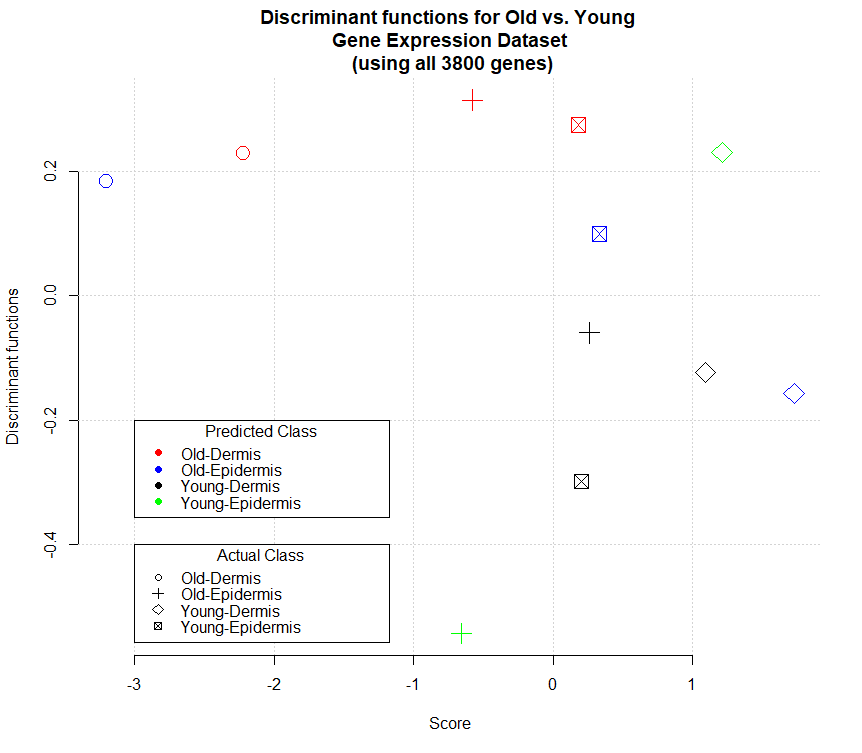 Discriminant functions for Old vs. Young
Gene Expression Dataset
(using all 3800 genes)
Discriminant functions
0.2
0.0
-0.2
-0.4
Predicted Class
Old-Dermis
Old-Epidermis
Young-Dermis
Young-Epidermis
Actual Class
Old-Dermis
Old-Epidermis
Young-Dermis
Young-Epidermis
-3 -2 -1 0 1
Score